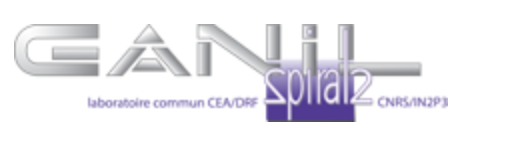 GANIL
spiral2
laboratoire commun CEA/DRF CNRS/IN2P3